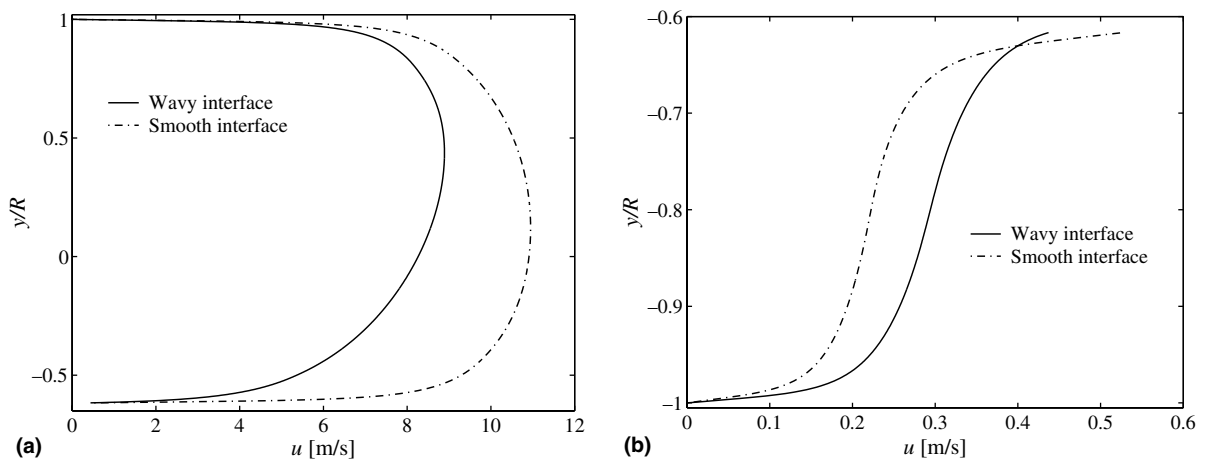 1
0.5
0
–0.5
y/R
Wavy interface
Smooth interface
0
2
4
6
8
10
12
u [m/s]
(a)
–0.6
–0.7
–0.8
–0.9
–1
y/R
Wavy interface
Smooth interface
0
0.1
0.2
0.3
0.4
0.5
0.6
u [m/s]
(b)